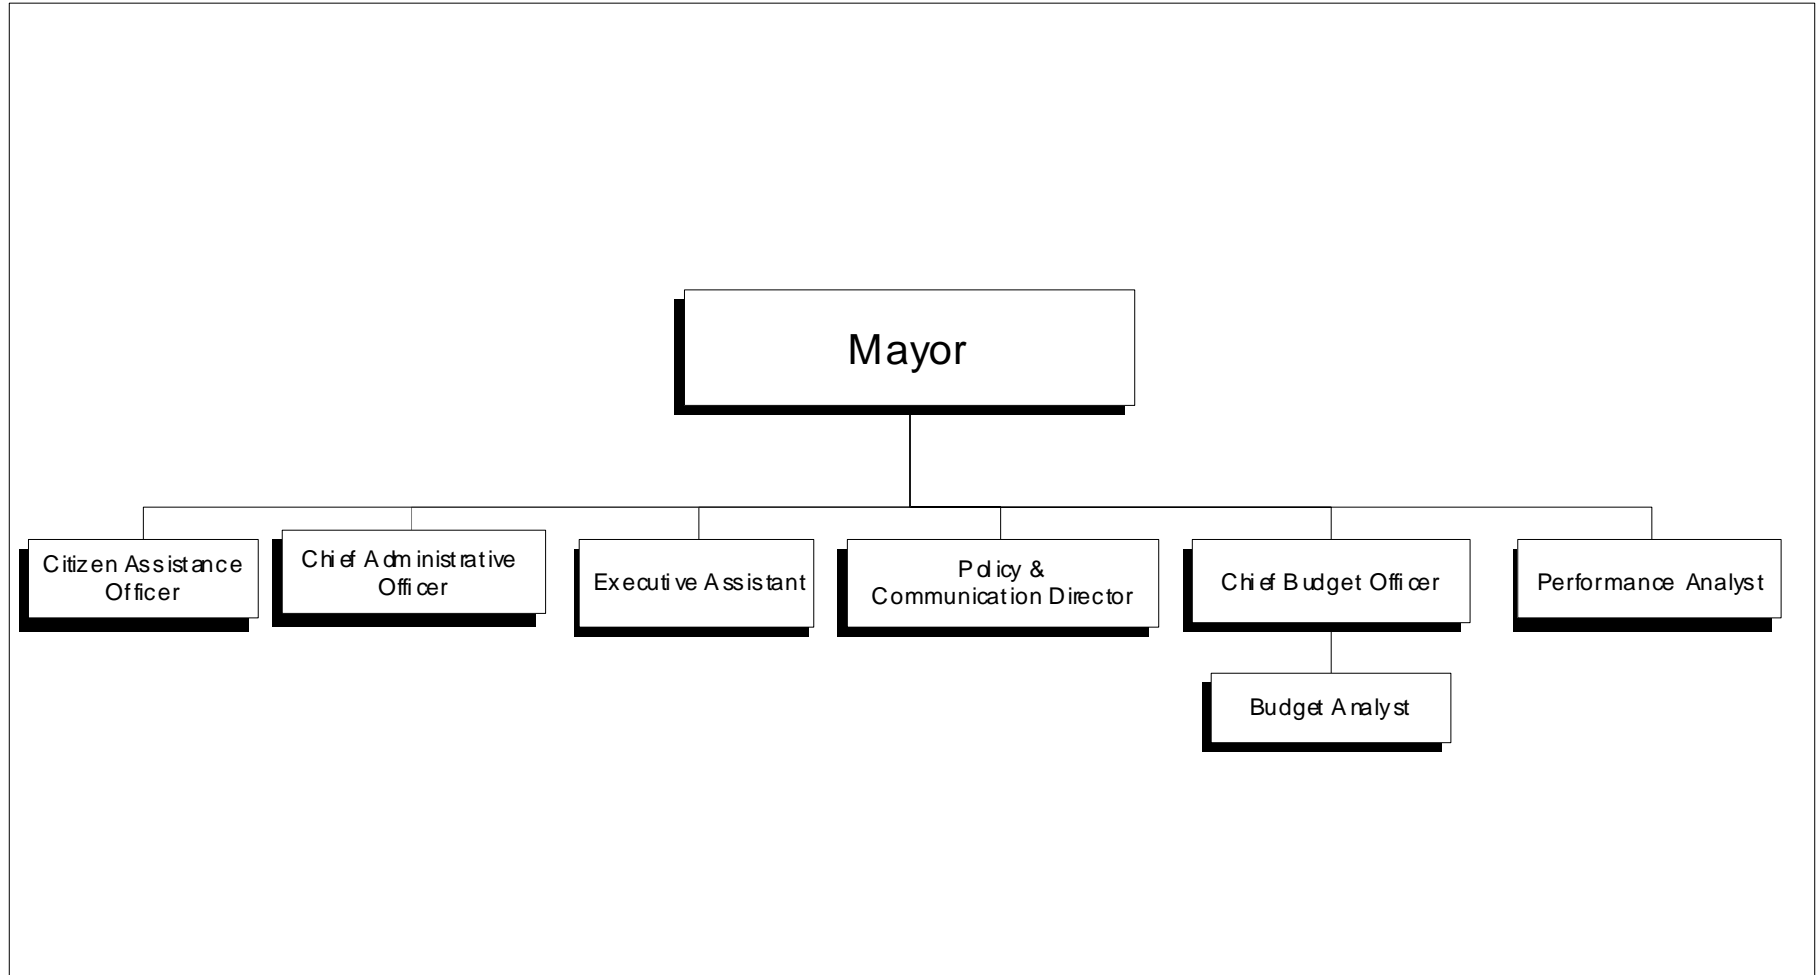 Mayor
Citizen Assistance
Officer
Chief Administrative
Officer
Executive Assistant
Policy &
Communication Director
Chief Budget Officer
Performance Analyst
Budget Analyst